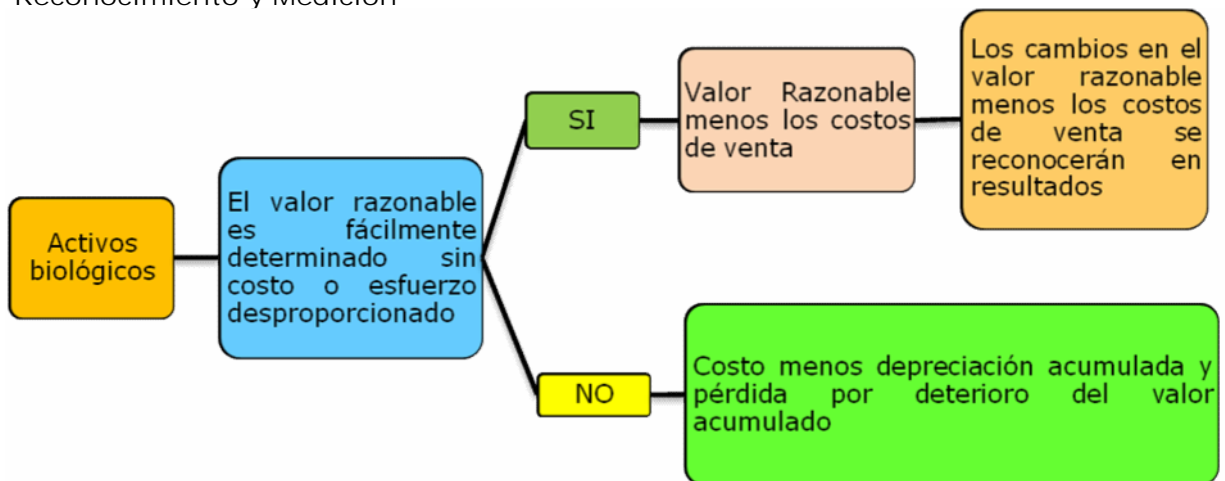 Reconocimiento y Medición
Activos
biológicos
El valor razonable
es fácilmente
determinado sin
costo o esfuerzo
desproporcionado
SI
Valor Razonable
menos los costos
de venta
Los cambios en el
valor razonable
menos los costos
de venta se
reconocerán en
resultados
NO
Costo menos depreciación acumulada y
pérdida por deterioro del valor
acumulado